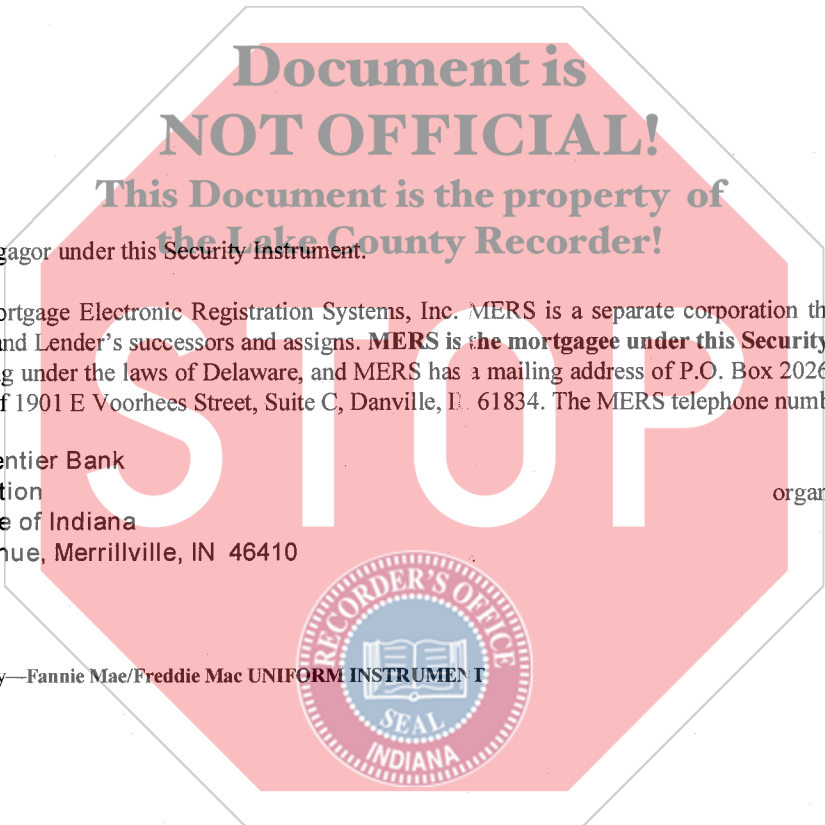 Document is
NOT OFFICIAL!
This Document is the property of
the Lake County Recorder!
gagor under this Security Instrument.
ortgage Electronic Registration Systems, Inc. MERS is a separate corporation th
nd Lender's successors and assigns. MERS is the mortgagee under this Security
g under the laws of Delaware, and MERS has a mailing address of P.O. Box 2026
f 1901 E Voorhees Street, Suite C, Danville, I 61834. The MERS telephone numb
STOP
entier Bank
tion organ
e of Indiana
nue, Merrillville, IN 46410
RECORDER'S OFFICE
SEAL
INDIANA
y—Fannie Mae/Freddie Mac UNIFORM INSTRUMENT